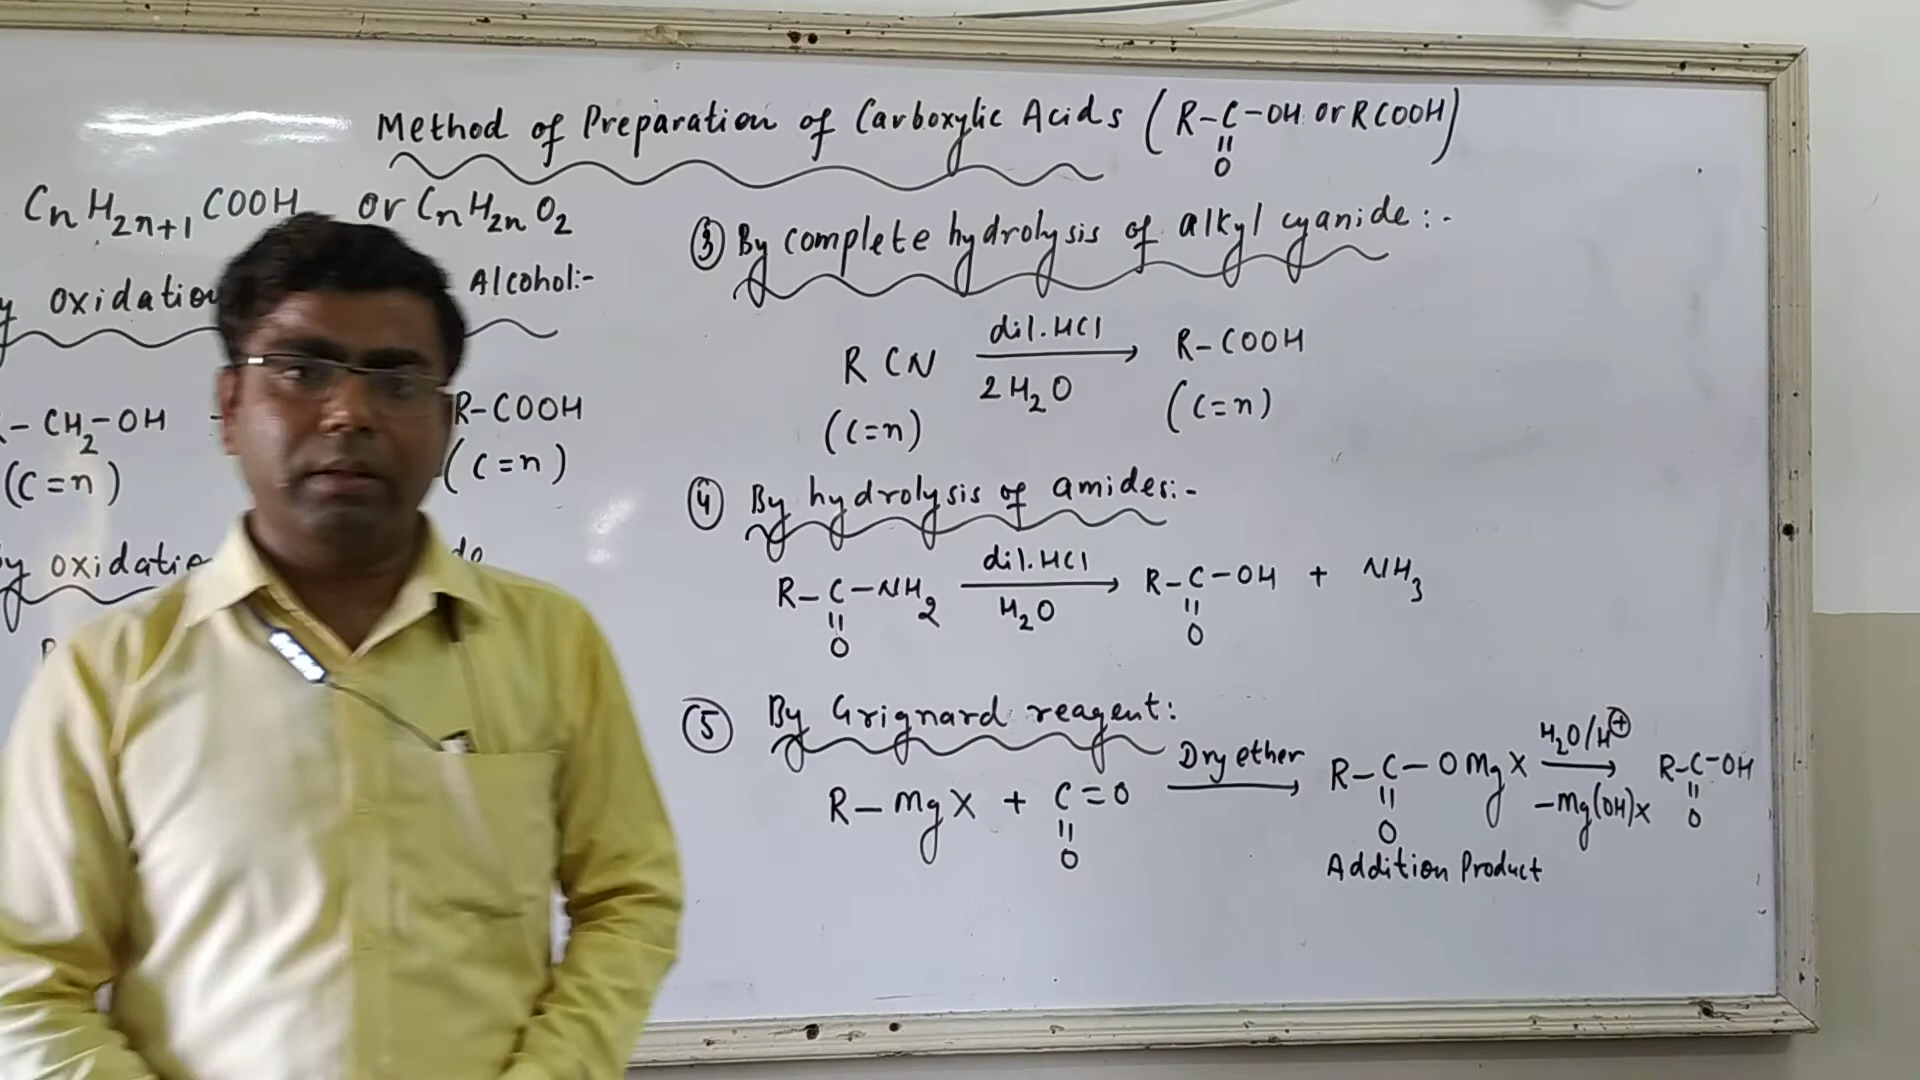 Method of Preparation of Carboxylic Acids (R-C-OH or RCOOH)
||
O
CnH2n+1COOH or CnH2nO2
oxidation Alcohol:-
- CH2-OH - R-COOH
(C=n) (C=n)
oxidatio
③ By complete hydrolysis of alkyl cyanide:-
dil.HCl
R CN → R-COOH
2H2O
(C=n) (C=n)
④ By hydrolysis of amides:-
dil.HCl
R-C-NH2 → R-C-OH + NH3
|| H2O ||
O O
⑤ By Grignard reagent:
Dry ether H2O/H⊕
R-MgX + C=O → R-C-OMgX → R-C-OH
|| || -Mg(OH)X ||
O O O
Addition Product